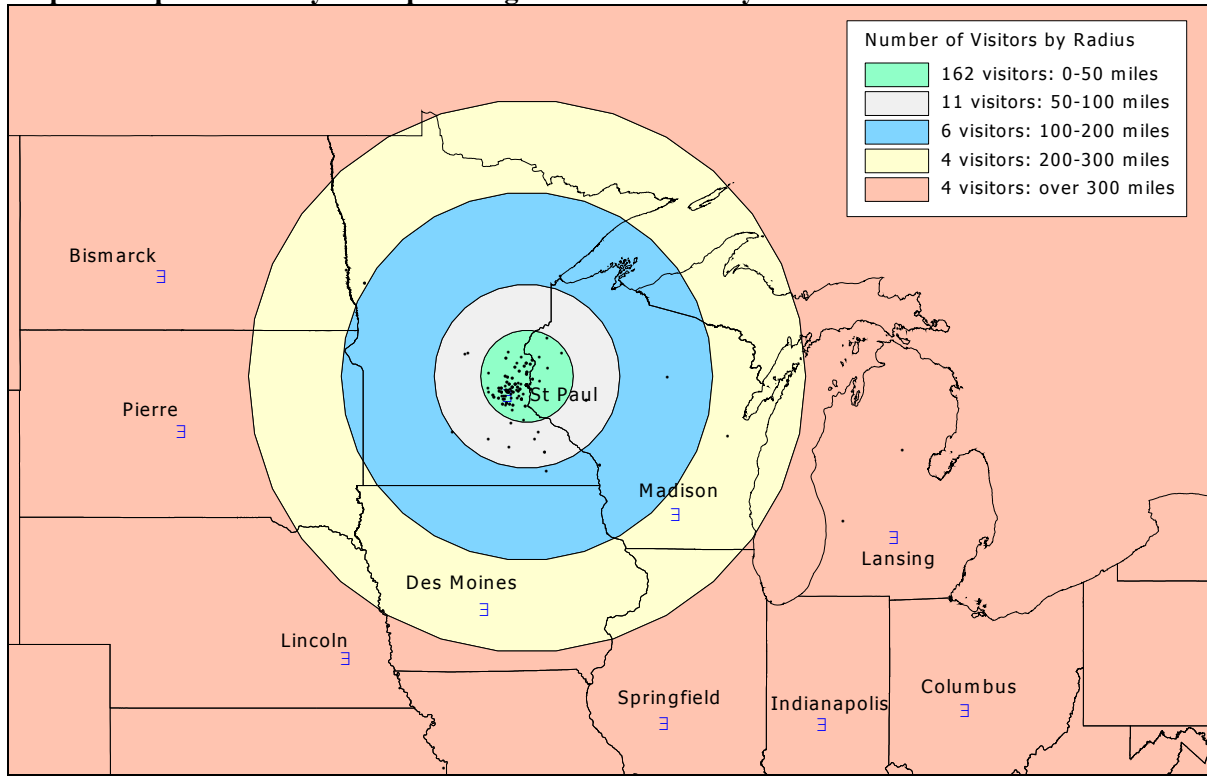 Number of Visitors by Radius
162 visitors: 0-50 miles
11 visitors: 50-100 miles
6 visitors: 100-200 miles
4 visitors: 200-300 miles
4 visitors: over 300 miles
Bismarck
Pierre
St Paul
Madison
Lansing
Des Moines
Lincoln
Springfield
Indianapolis
Columbus